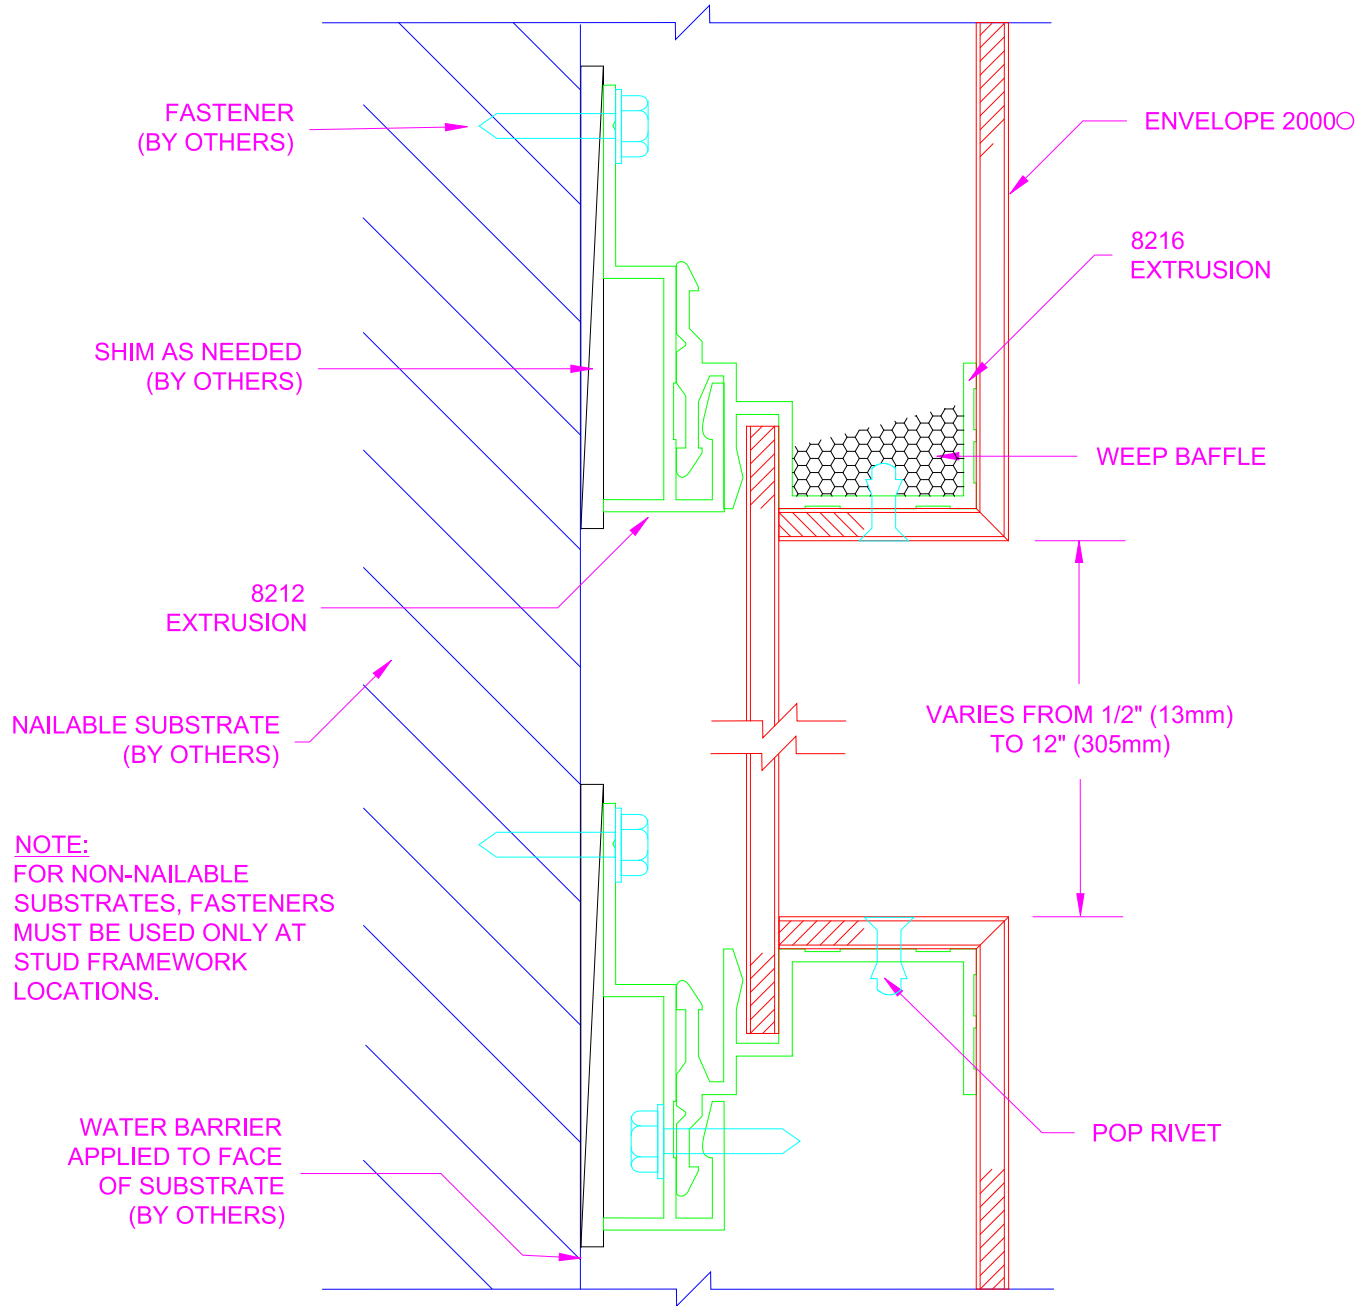 FASTENER
(BY OTHERS)
ENVELOPE 2000○
8216
EXTRUSION
SHIM AS NEEDED
(BY OTHERS)
WEEP BAFFLE
8212
EXTRUSION
NAILABLE SUBSTRATE
(BY OTHERS)
VARIES FROM 1/2" (13mm)
TO 12" (305mm)
NOTE:
FOR NON-NAILABLE
SUBSTRATES, FASTENERS
MUST BE USED ONLY AT
STUD FRAMEWORK
LOCATIONS.
WATER BARRIER
APPLIED TO FACE
OF SUBSTRATE
(BY OTHERS)
POP RIVET